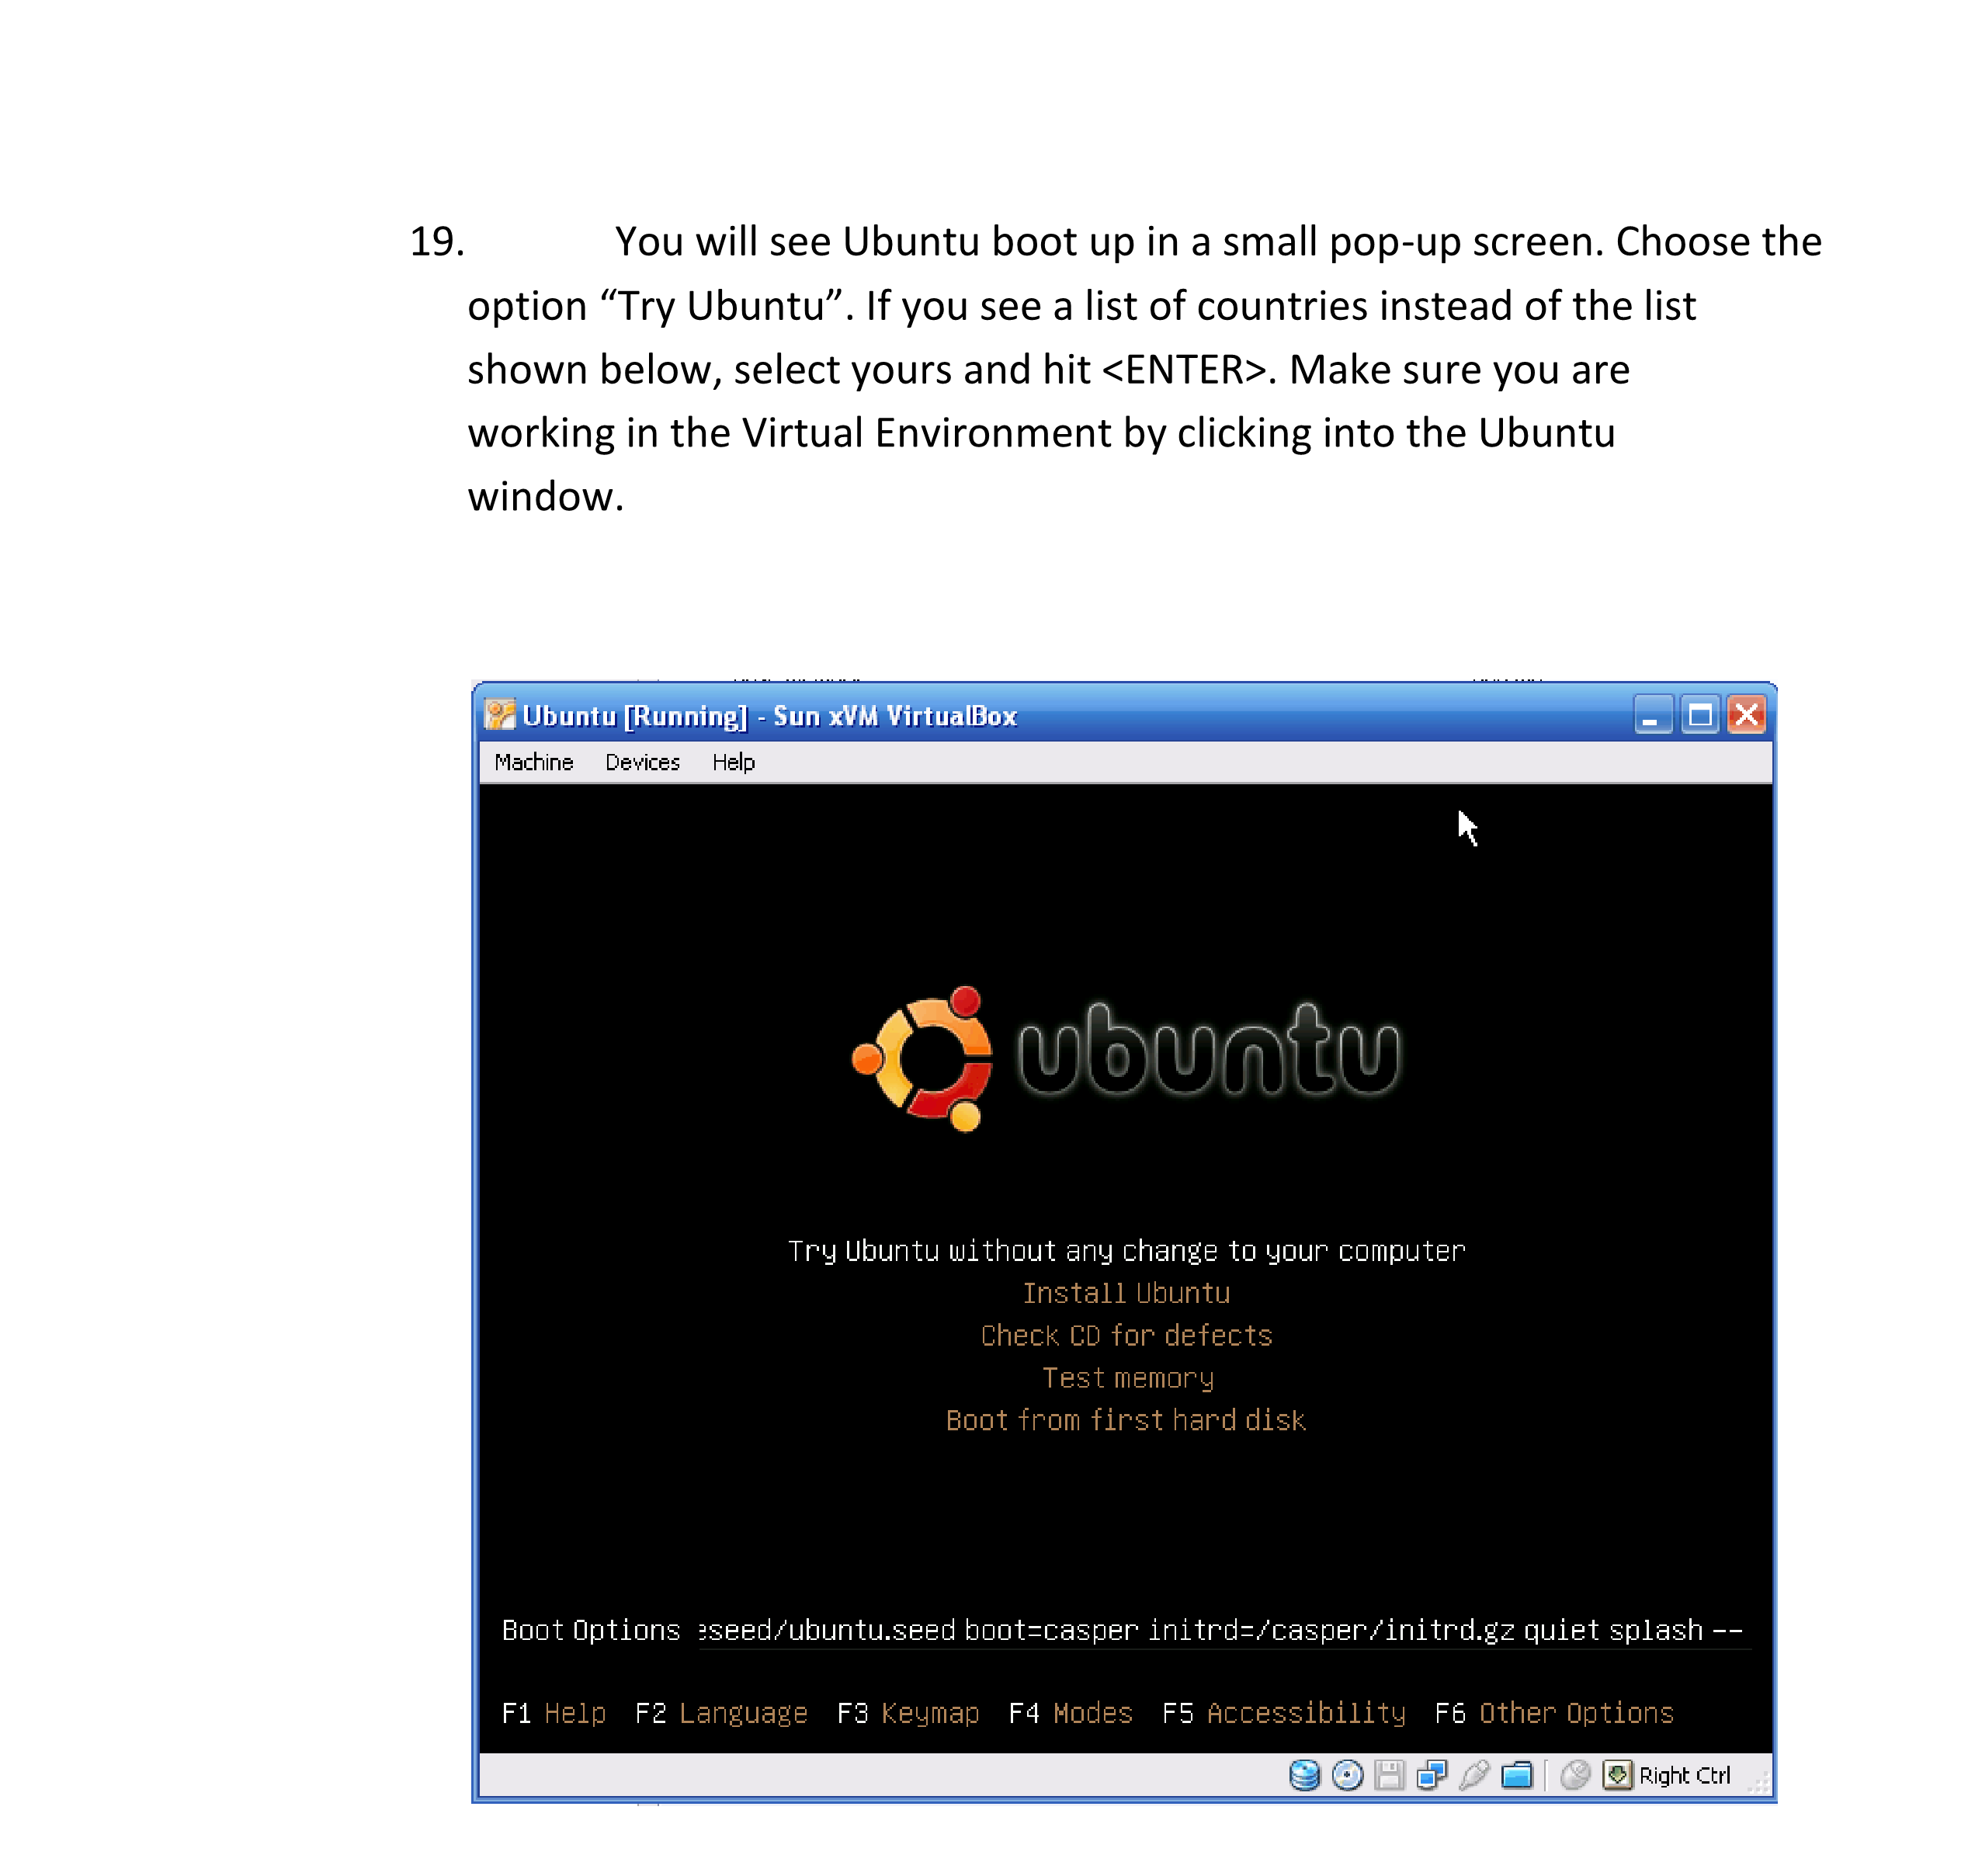 19. You will see Ubuntu boot up in a small pop-up screen. Choose the
option “Try Ubuntu”. If you see a list of countries instead of the list
shown below, select yours and hit <ENTER>. Make sure you are
working in the Virtual Environment by clicking into the Ubuntu
window.
Ubuntu [Running] - Sun xVM VirtualBox
Machine Devices Help
ubuntu
Try Ubuntu without any change to your computer
Install Ubuntu
Check CD for defects
Test memory
Boot from first hard disk
Boot Options eseed/ubuntu.seed boot=casper initrd=/casper/initrd.gz quiet splash --
F1 Help F2 Language F3 Keymap F4 Modes F5 Accessibility F6 Other Options
Right Ctrl